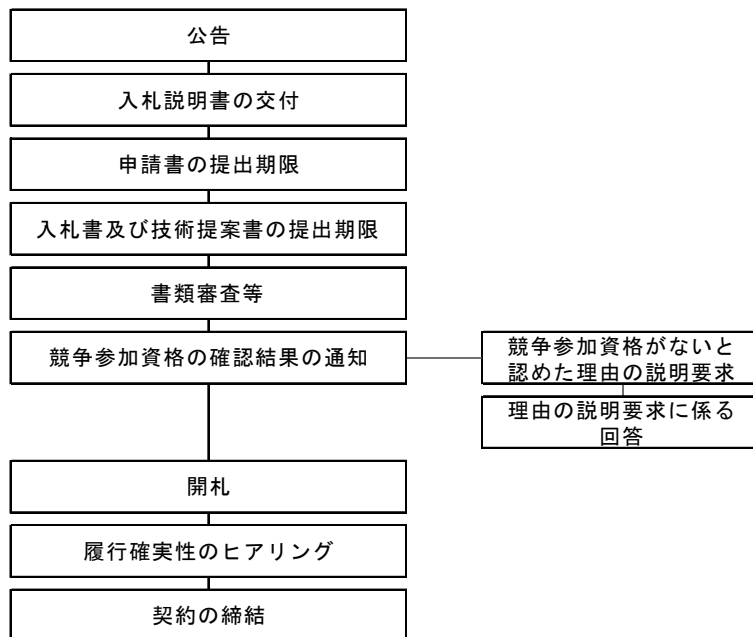 公告
入札説明書の交付
申請書の提出期限
入札書及び技術提案書の提出期限
書類審査等
競争参加資格の確認結果の通知
競争参加資格がないと
認めた理由の説明要求
理由の説明要求に係る
回答
開札
履行確実性のヒアリング
契約の締結